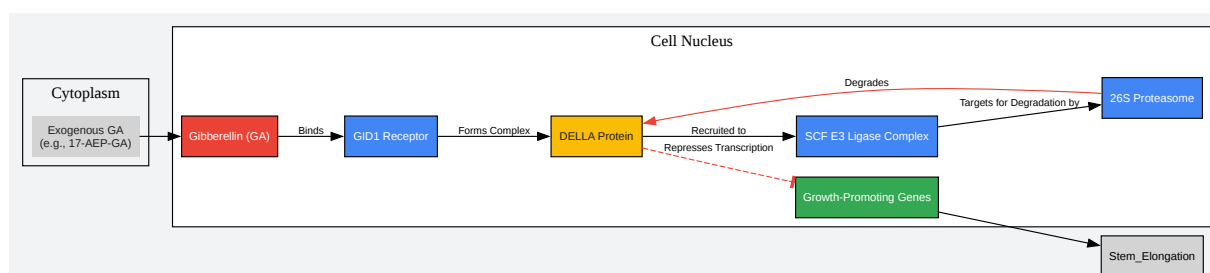 Cell Nucleus
Cytoplasm
Exogenous GA
(e.g., 17-AEP-GA)
Gibberellin (GA)
Binds
GID1 Receptor
Forms Complex
DELLA Protein
Degrades
Recruited to
Represses Transcription
SCF E3 Ligase Complex
Targets for Degradation by
26S Proteasome
Growth-Promoting Genes
Stem_Elongation